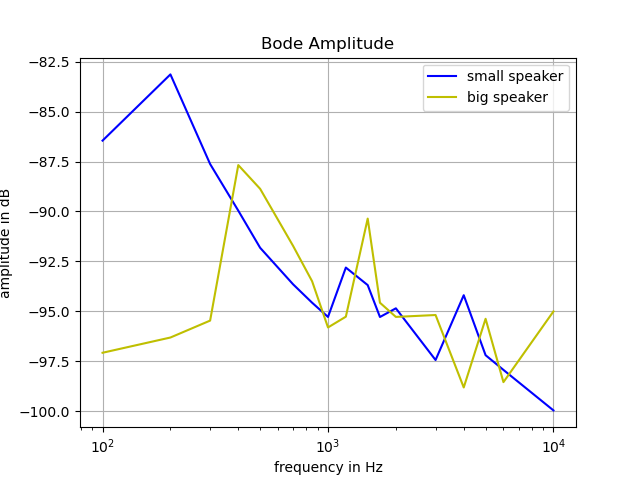 Bode Amplitude
small speaker
big speaker
−82.5
−85.0
−87.5
−90.0
−92.5
−95.0
−97.5
−100.0
amplitude in dB
10²
10³
10⁴
frequency in Hz